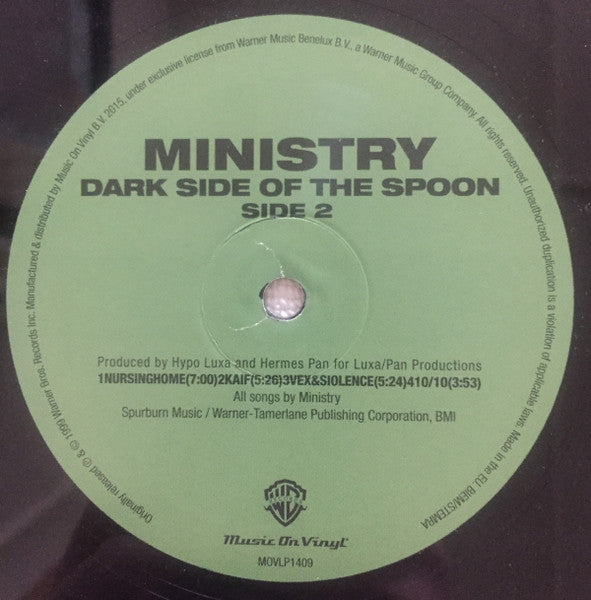 MINISTRY
DARK SIDE OF THE SPOON
SIDE 2
Produced by Hypo Luxa and Hermes Pan for Luxa/Pan Productions
1NURSINGHOME(7:00)2KAIF(5:26)3VEX&SIOLENCE(5:24)410/10(3:53)
All songs by Ministry
Spurburn Music / Warner-Tamerlane Publishing Corporation, BMI
Music On Vinyl
MOVLP1409
Originally released ℗ & © 1999 Warner Bros. Records Inc. Manufactured & distributed by Music On Vinyl B.V. 2015, under exclusive license from Warner Music Benelux B.V., a Warner Music Group Company. All rights reserved. Unauthorized duplication is a violation of applicable laws. Made in the EU. BIEM/STEMRA